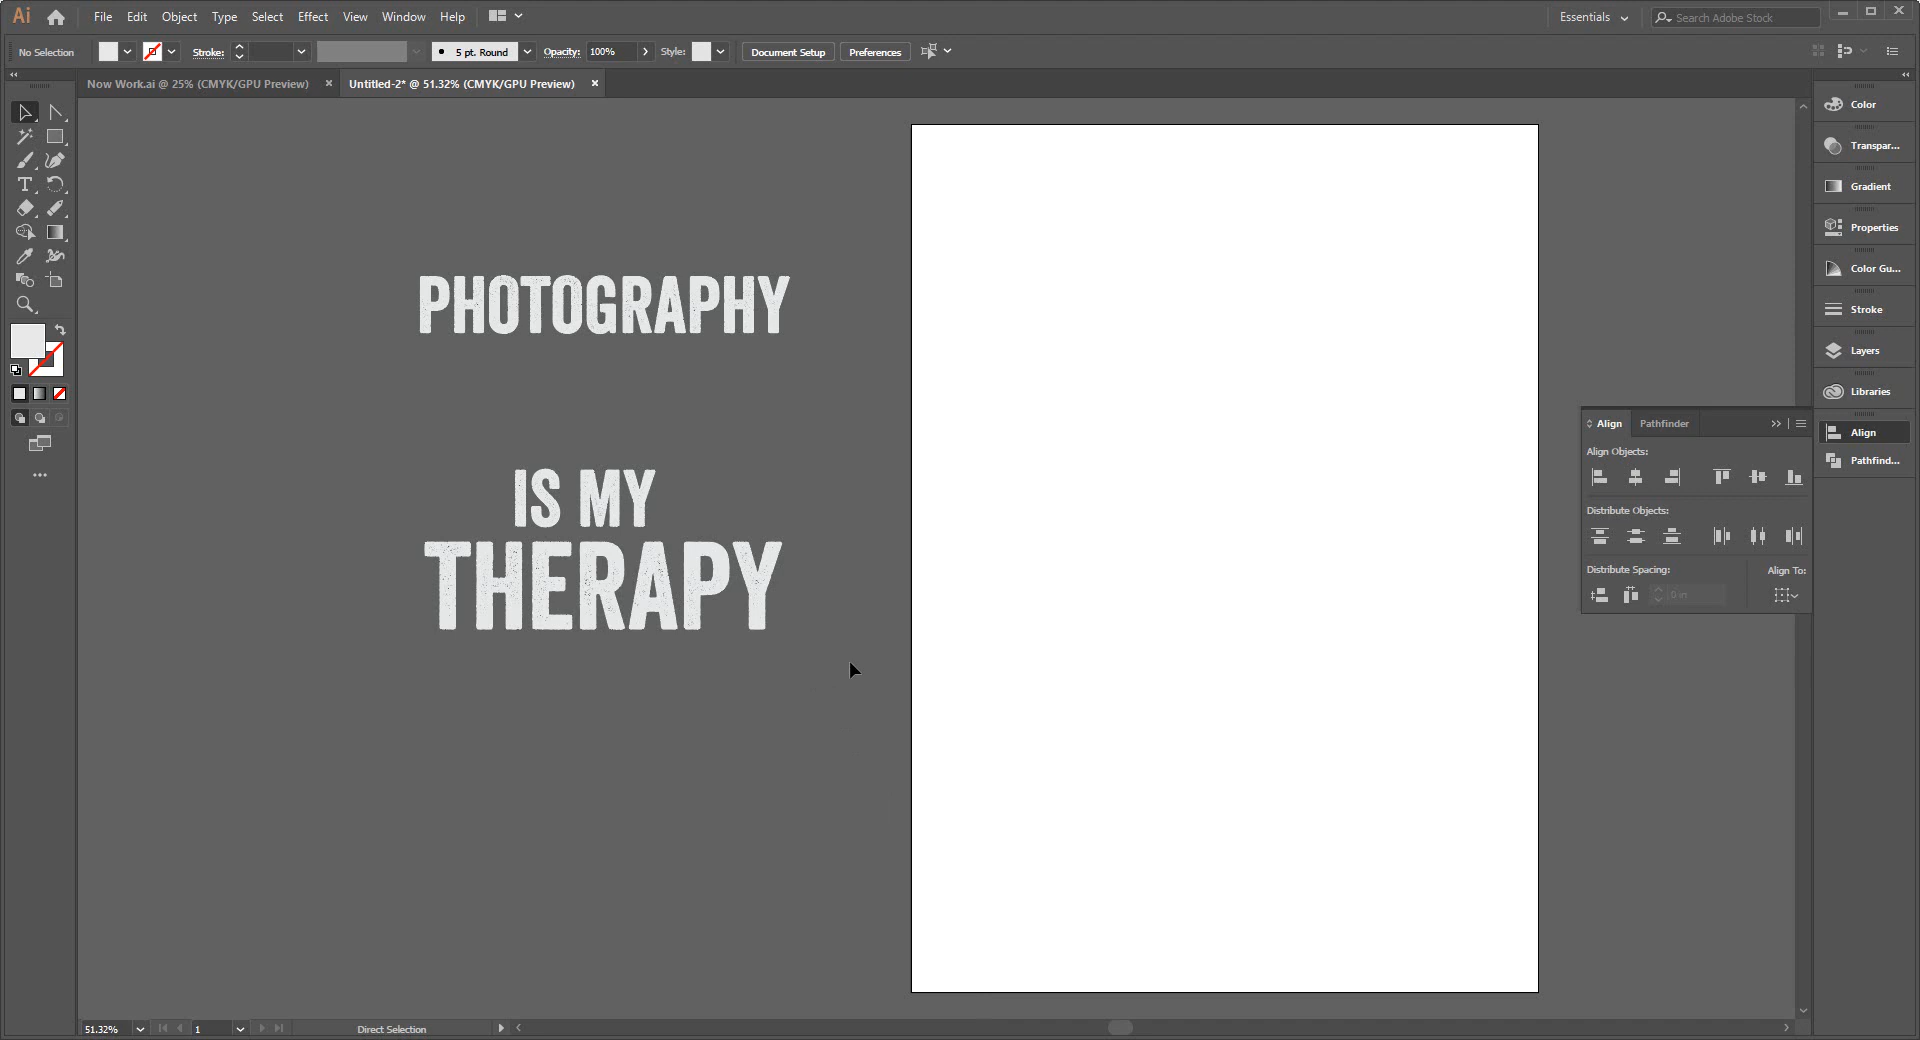 Ai File Edit Object Type Select Effect View Window Help Essentials Search Adobe Stock
No Selection Stroke: 5 pt. Round Opacity: 100% Style: Document Setup Preferences
Now Work.ai @ 25% (CMYK/GPU Preview) × Untitled-2* @ 51.32% (CMYK/GPU Preview) ×
Color
Transpar...
Gradient
Properties
Color Gu...
Stroke
Layers
Libraries
Align
Pathfind...
PHOTOGRAPHY
IS MY
THERAPY
Align Pathfinder
Align Objects:
Distribute Objects:
Distribute Spacing: Align To:
0 in
51.32% 1 Direct Selection